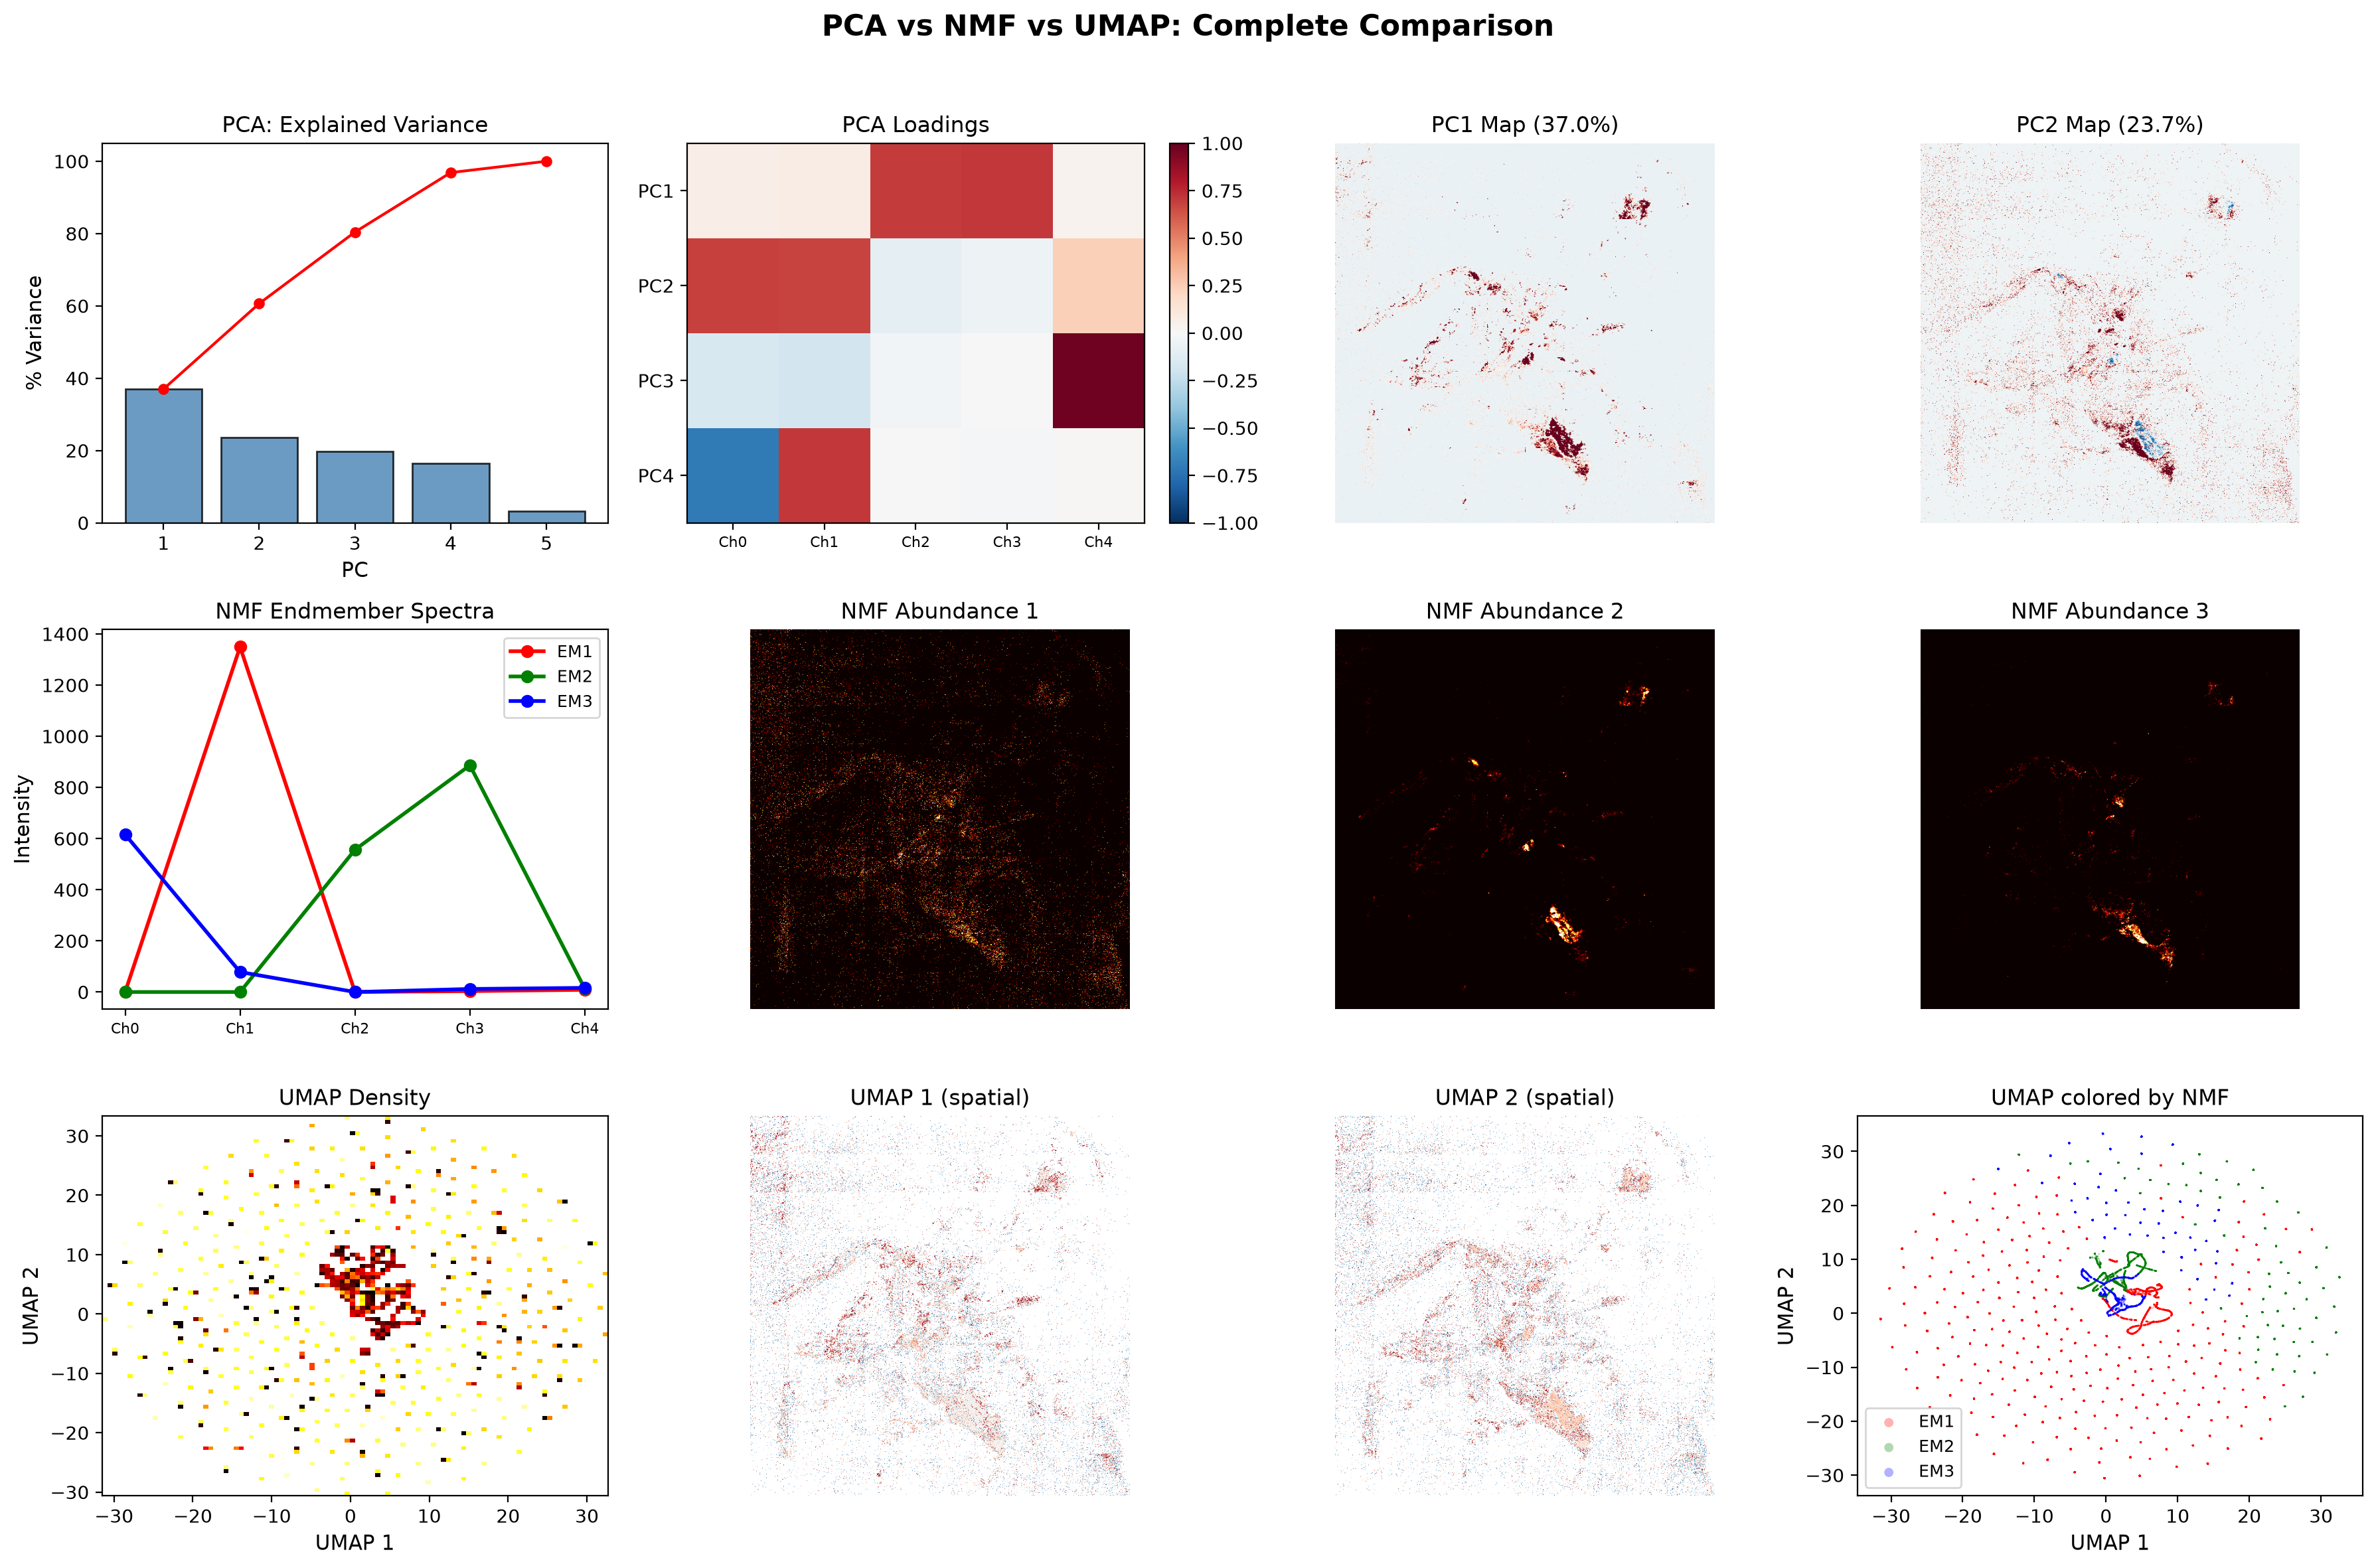 PCA vs NMF vs UMAP: Complete Comparison
PCA: Explained Variance
100
80
60
40
20
0
% Variance
1 2 3 4 5
PC
PCA Loadings
PC1
PC2
PC3
PC4
Ch0 Ch1 Ch2 Ch3 Ch4
1.00
0.75
0.50
0.25
0.00
−0.25
−0.50
−0.75
−1.00
PC1 Map (37.0%)
PC2 Map (23.7%)
NMF Endmember Spectra
1400
1200
1000
800
600
400
200
0
Intensity
Ch0 Ch1 Ch2 Ch3 Ch4
EM1
EM2
EM3
NMF Abundance 1
NMF Abundance 2
NMF Abundance 3
UMAP Density
30
20
10
0
−10
−20
−30
UMAP 2
−30 −20 −10 0 10 20 30
UMAP 1
UMAP 1 (spatial)
UMAP 2 (spatial)
UMAP colored by NMF
30
20
10
0
−10
−20
−30
UMAP 2
EM1
EM2
EM3
−30 −20 −10 0 10 20 30
UMAP 1